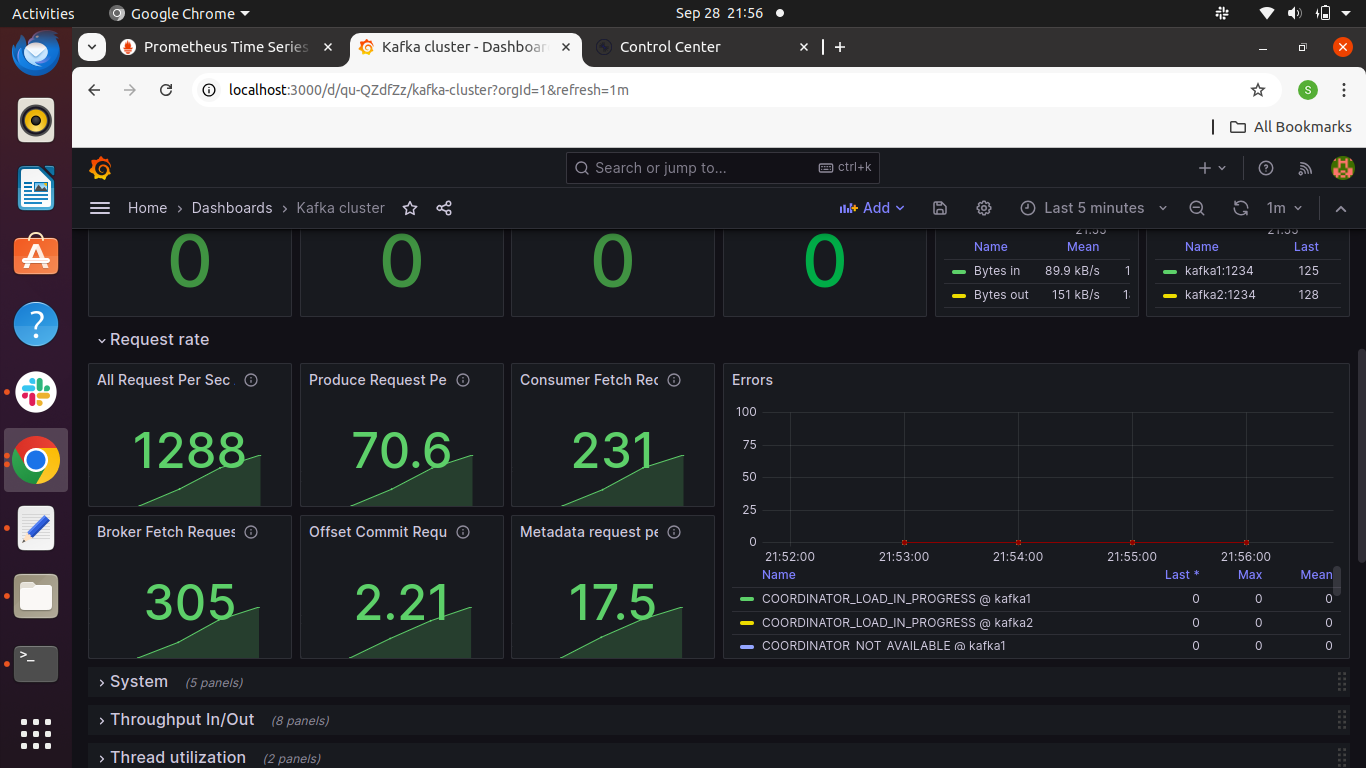 Activities Google Chrome Sep 28 21:56
Prometheus Time Series Kafka cluster - Dashboar Control Center
localhost:3000/d/qu-QZdfZz/kafka-cluster?orgId=1&refresh=1m S
All Bookmarks
Search or jump to... ctrl+k
Home › Dashboards › Kafka cluster Add Last 5 minutes 1m
0 0 0 0
Name Mean
Bytes in 89.9 kB/s 1
Bytes out 151 kB/s
Name Last
kafka1:1234 125
kafka2:1234 128
Request rate
All Request Per Sec
1288
Produce Request Pe
70.6
Consumer Fetch Rec
231
Errors
100
75
50
25
0
21:52:00 21:53:00 21:54:00 21:55:00 21:56:00
Name Last * Max Mean
COORDINATOR_LOAD_IN_PROGRESS @ kafka1 0 0 0
COORDINATOR_LOAD_IN_PROGRESS @ kafka2 0 0 0
COORDINATOR NOT AVAILABLE @ kafka1 0 0 0
Broker Fetch Reques
305
Offset Commit Requ
2.21
Metadata request pe
17.5
System (5 panels)
Throughput In/Out (8 panels)
Thread utilization (2 panels)